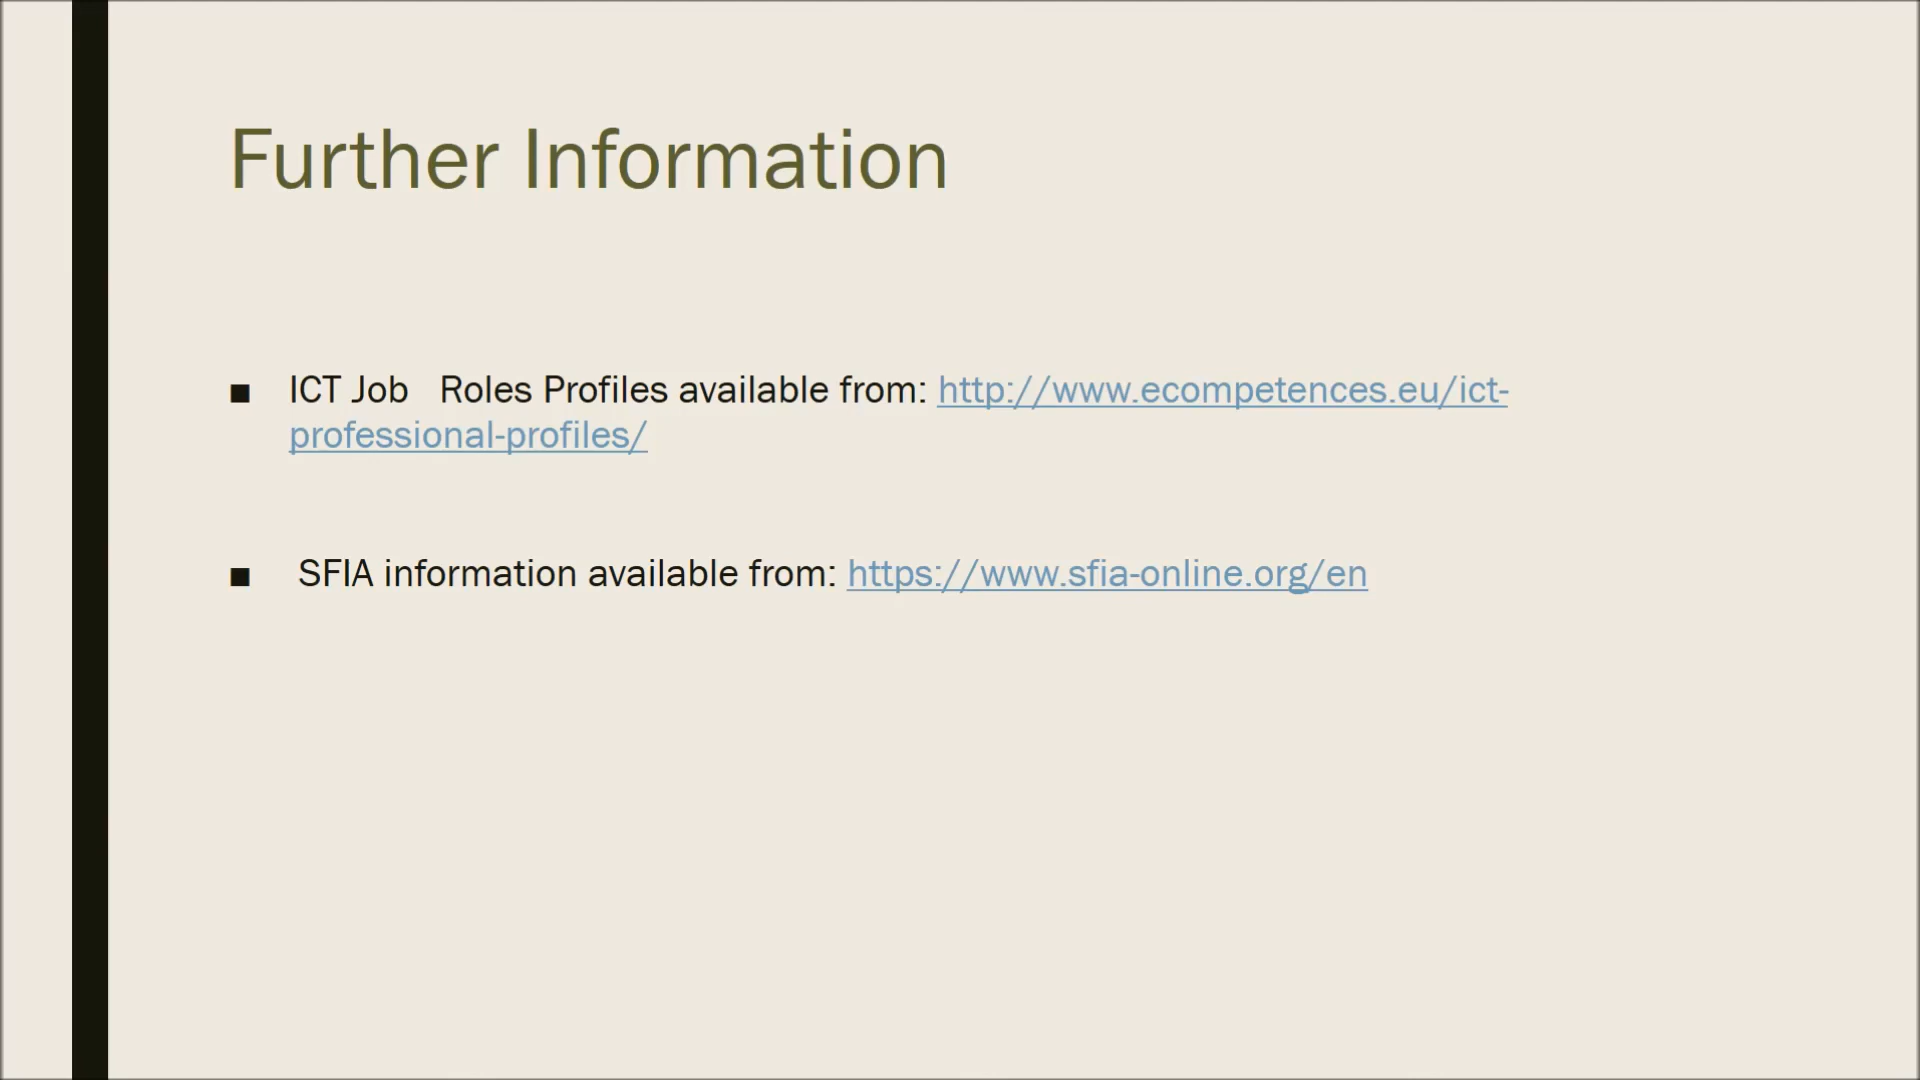 Further Information
■ ICT Job   Roles Profiles available from: http://www.ecompetences.eu/ict-
professional-profiles/
■ SFIA information available from: https://www.sfia-online.org/en